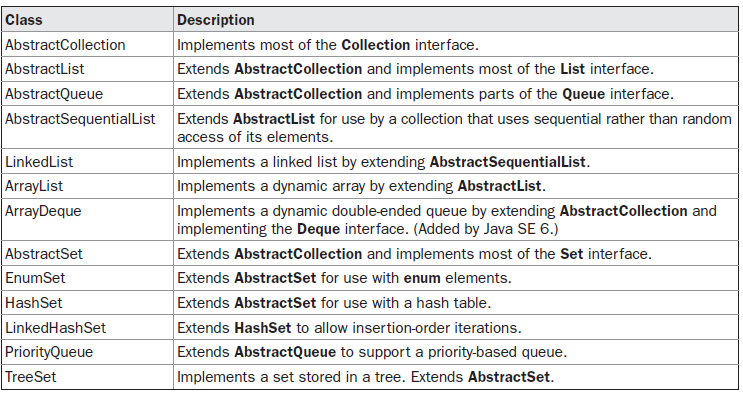 Class Description
AbstractCollection Implements most of the Collection interface.
AbstractList Extends AbstractCollection and implements most of the List interface.
AbstractQueue Extends AbstractCollection and implements parts of the Queue interface.
AbstractSequentialList Extends AbstractList for use by a collection that uses sequential rather than random
access of its elements.
LinkedList Implements a linked list by extending AbstractSequentialList.
ArrayList Implements a dynamic array by extending AbstractList.
ArrayDeque Implements a dynamic double-ended queue by extending AbstractCollection and
implementing the Deque interface. (Added by Java SE 6.)
AbstractSet Extends AbstractCollection and implements most of the Set interface.
EnumSet Extends AbstractSet for use with enum elements.
HashSet Extends AbstractSet for use with a hash table.
LinkedHashSet Extends HashSet to allow insertion-order iterations.
PriorityQueue Extends AbstractQueue to support a priority-based queue.
TreeSet Implements a set stored in a tree. Extends AbstractSet.